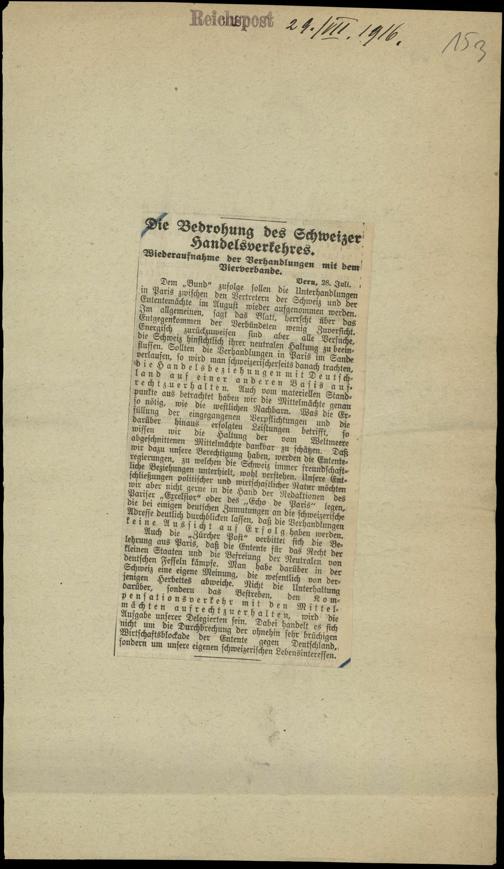 Reichspost
29./VII. 1916.
153
Die Bedrohung des Schweizer
Handelsverkehres.
Wiederaufnahme der Verhandlungen mit dem
Vierverbande.
Bern, 28. Juli.
Dem „Bund“ zufolge sollen die Unterhandlungen
in Paris zwischen den Vertretern der Schweiz und der
Ententemächte im August wieder aufgenommen werden.
Im allgemeinen, sagt das Blatt, herrscht über das
Entgegenkommen der Verbündeten wenig Zuversicht.
Energisch zurückzuweisen sind aber alle Versuche,
die Schweiz hinsichtlich ihrer neutralen Haltung zu beein-
flussen. Sollten die Verhandlungen in Paris im Sande
verlaufen, so wird man schweizerischerseits danach trachten,
die Handelsbeziehungen mit Deutsch-
land auf einer anderen Basis auf-
rechtzuerhalten. Auch vom materiellen Stand-
punkte aus betrachtet haben wir die Mittelmächte genau
so nötig, wie die westlichen Nachbarn. Was die Er-
füllung der eingegangenen Verpflichtungen und die
darüber hinaus erfolgten Leistungen betrifft, so
wissen wir die Haltung der vom Weltmeere
abgeschnittenen Mittelmächte dankbar zu schätzen. Daß
wir dazu unsere Berechtigung haben, werden die Entente-
regierungen, zu welchen die Schweiz immer freundschaft-
liche Beziehungen unterhielt, wohl verstehen. Unsere Ent-
schließungen politischer und wirtschaftlicher Natur möchten
wir aber nicht gerne in die Hand der Redaktionen des
Pariser „Excelsior“ oder des „Echo de Paris“ legen,
die bei einigen deutschen Zumutungen an die schweizerische
Adresse deutlich durchblicken lassen, daß die Verhandlungen
keine Aussicht auf Erfolg haben werden.
Auch die „Zürcher Post“ verbittet sich die Be-
lehrung aus Paris, daß die Entente für das Recht der
kleinen Staaten und die Befreiung der Neutralen von
deutschen Fesseln kämpfe. Man habe darüber in der
Schweiz eine eigene Meinung, die wesentlich von der-
jenigen Herbettes abweiche. Nicht die Unterhaltung
darüber, sondern das Bestreben, den Kom-
pensationsverkehr mit den Mittel-
mächten aufrechtzuerhalten, wird die
Aufgabe unserer Delegierten sein. Dabei handelt es sich
nicht um die Durchbrechung der ohnehin sehr brüchigen
Wirtschaftsblockade der Entente gegen Deutschland,
sondern um unsere eigenen schweizerischen Lebensinteressen.